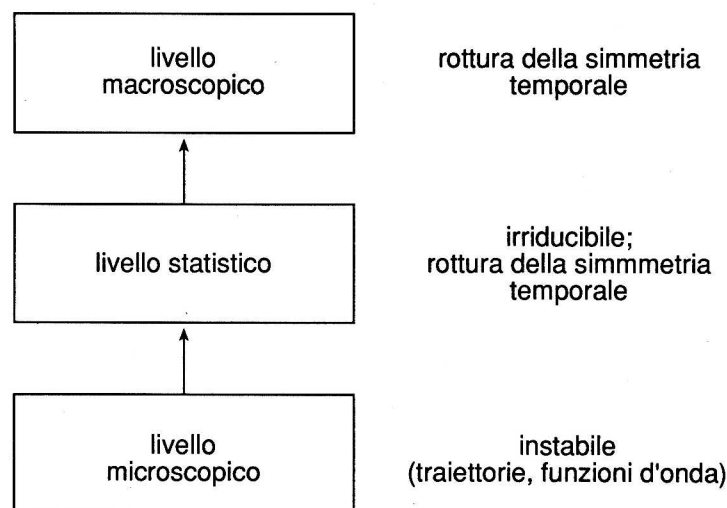 livello
macroscopico
rottura della simmetria
temporale
livello statistico
irriducibile;
rottura della simmmetria
temporale
livello
microscopico
instabile
(traiettorie, funzioni d'onda)